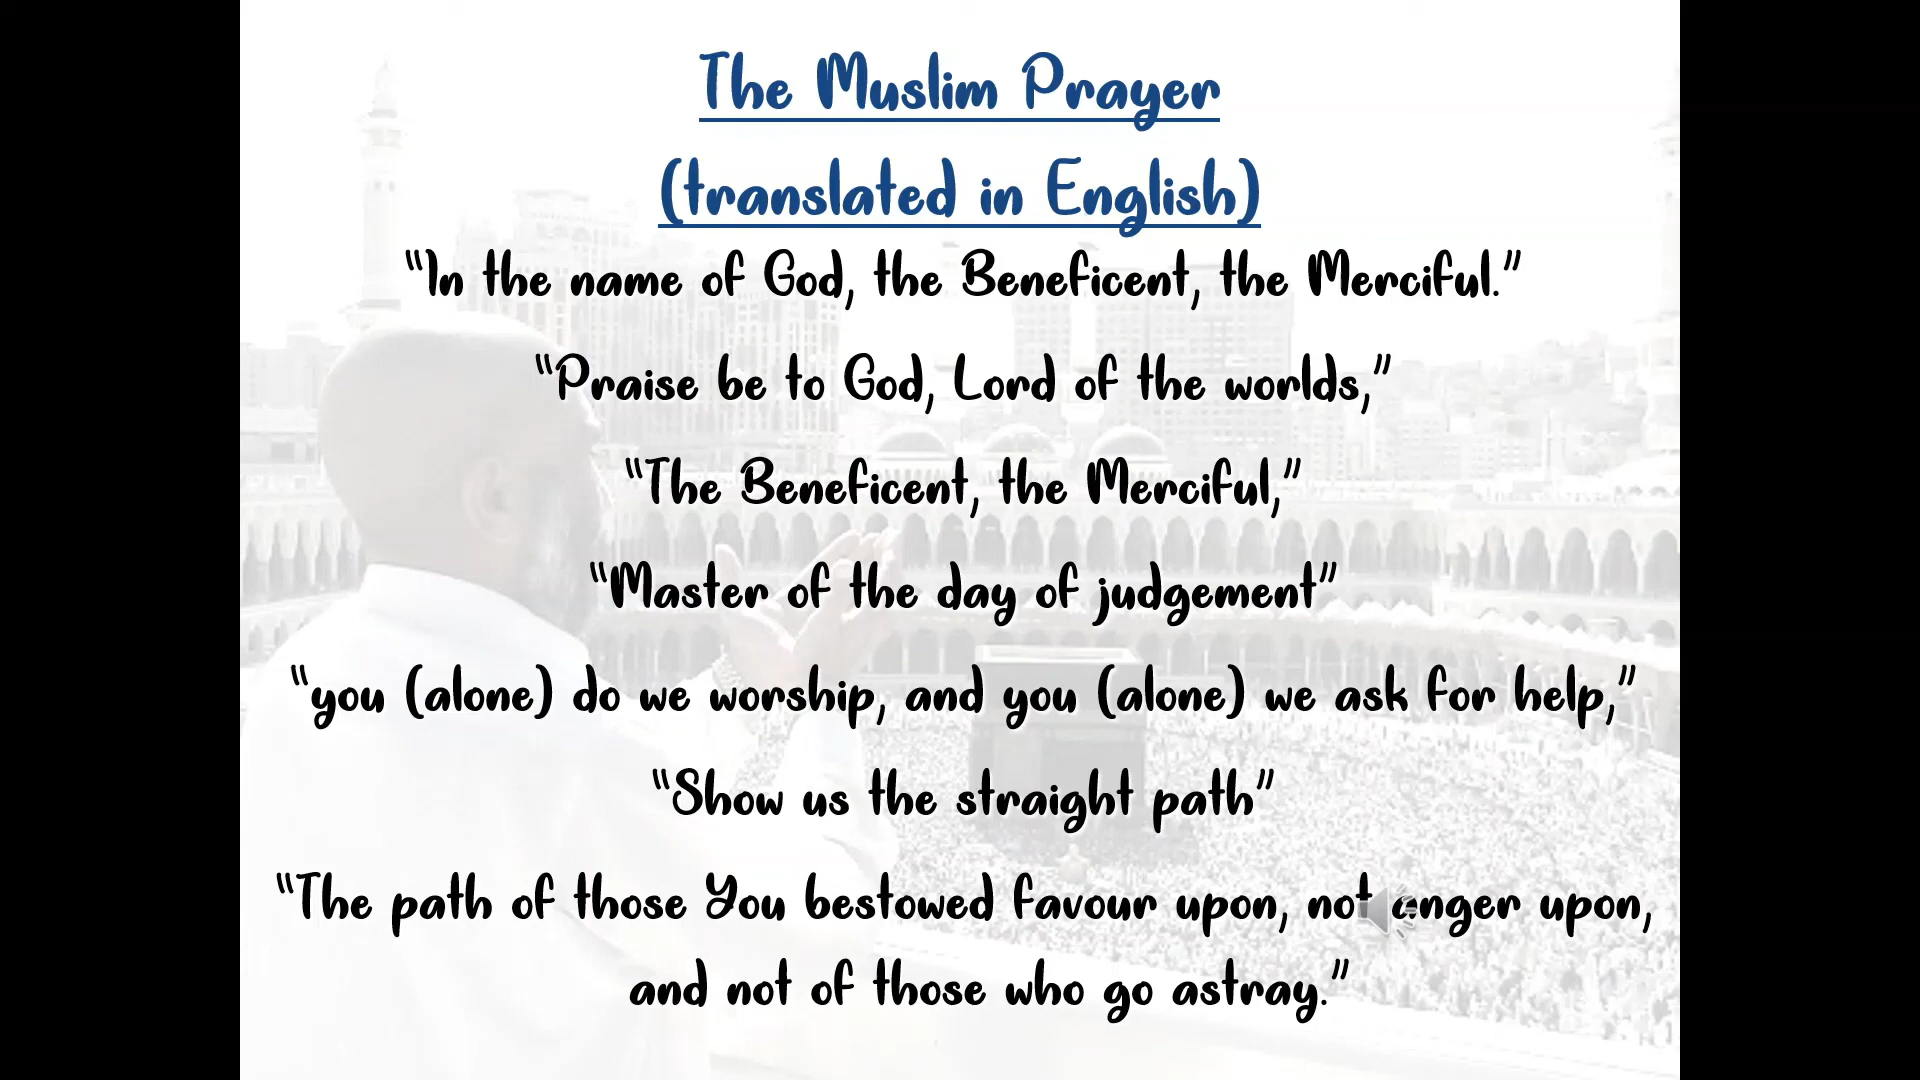 The Muslim Prayer
(translated in English)
"In the name of God, the Beneficent, the Merciful."
"Praise be to God, Lord of the worlds,"
"The Beneficent, the Merciful,"
"Master of the day of judgement"
"you (alone) do we worship, and you (alone) we ask for help,"
"Show us the straight path"
"The path of those You bestowed favour upon, not anger upon,
and not of those who go astray."